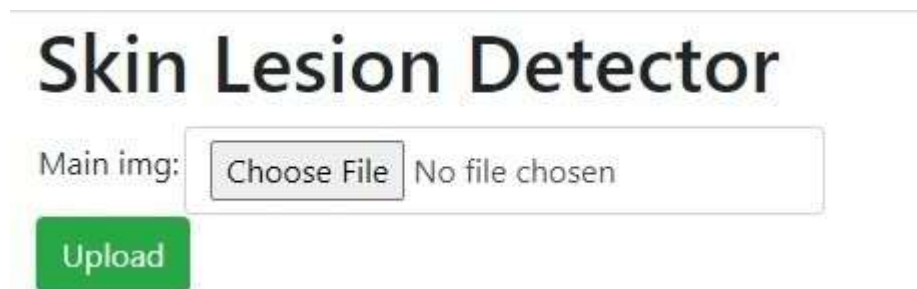 Skin Lesion Detector
Main img: Choose File No file chosen
Upload